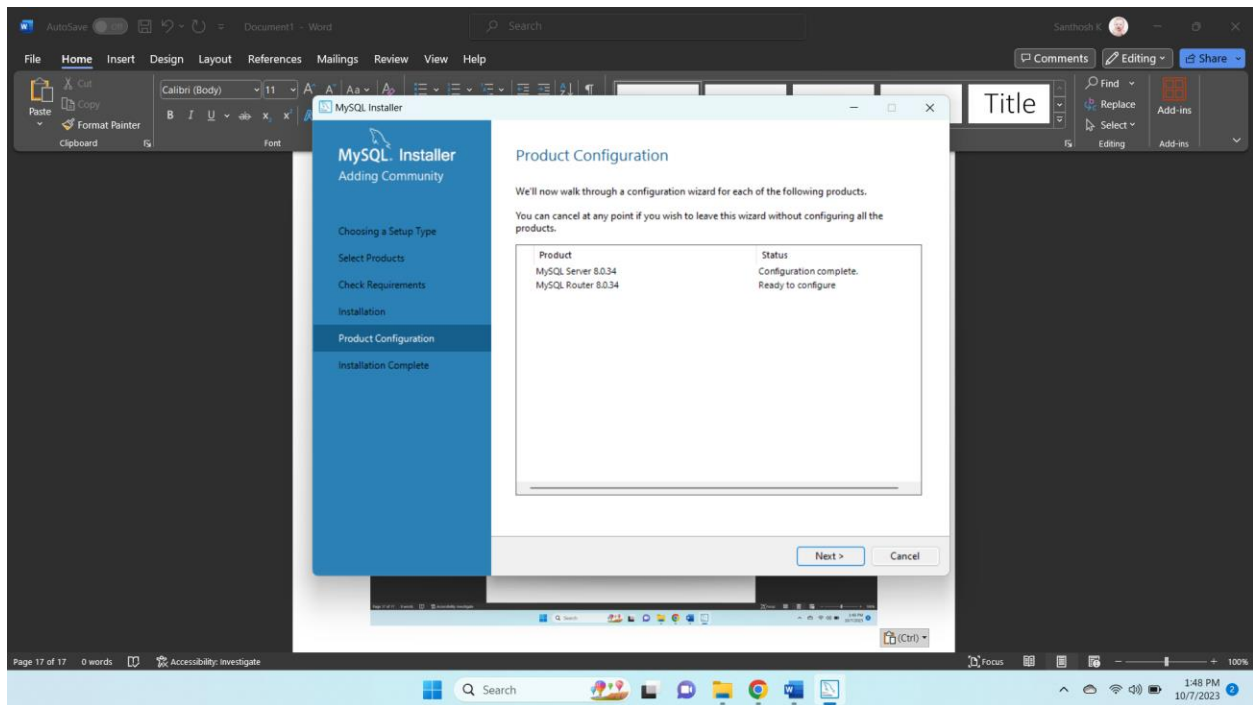 AutoSave Off Document1 - Word Search Santhosh K
File Home Insert Design Layout References Mailings Review View Help Comments Editing Share
Paste
Cut
Copy
Format Painter
Clipboard
Calibri (Body) 11 A A Aa A
B I U ab x x
Font
Title
Find
Replace
Select
Editing
Add-ins
Add-ins
MySQL Installer
MySQL. Installer
Adding Community
Choosing a Setup Type
Select Products
Check Requirements
Installation
Product Configuration
Installation Complete
Product Configuration
We'll now walk through a configuration wizard for each of the following products.
You can cancel at any point if you wish to leave this wizard without configuring all the
products.
Product Status
MySQL Server 8.0.34 Configuration complete.
MySQL Router 8.0.34 Ready to configure
Next > Cancel
Search
(Ctrl)
Page 17 of 17 0 words Accessibility: Investigate Focus 100%
Search
1:48 PM
10/7/2023
2